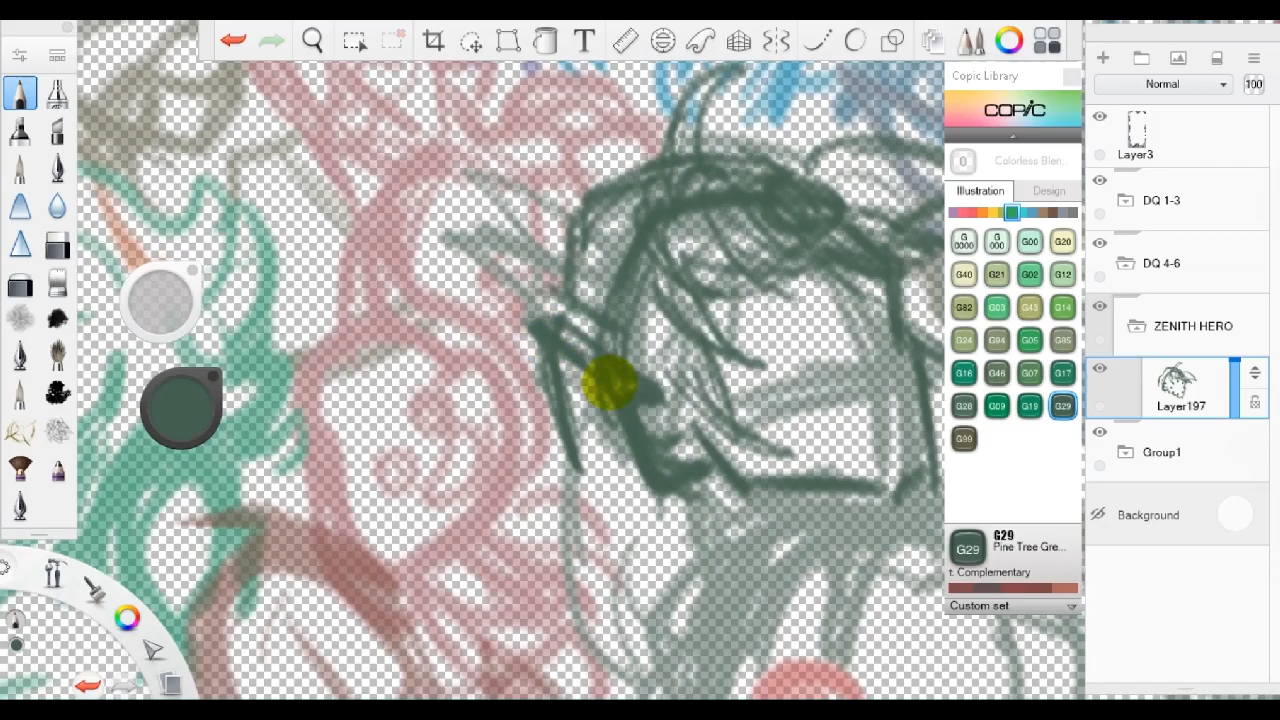 Copic Library
COPIC
0 Colorless Blen..
Illustration Design
G 0000 G 000 G00 G20
G40 G21 G02 G12
G82 G03 G43 G14
G24 G94 G05 G85
G16 G46 G07 G17
G28 G09 G19 G29
G99
G29 G29
Pine Tree Gre...
t. Complementary
Custom set
Normal 100
Layer3
DQ 1-3
DQ 4-6
ZENITH HERO
Layer197
Group1
Background
T